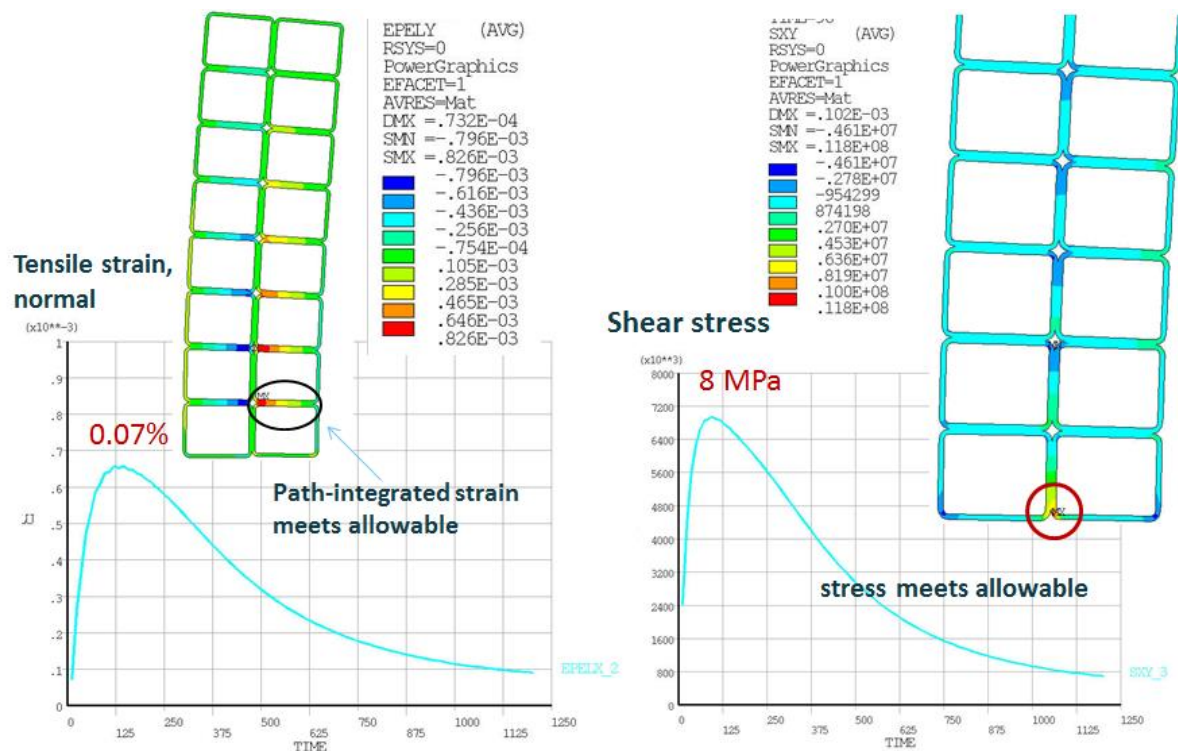 EPELY (AVG)
RSYS=0
PowerGraphics
EFACET=1
AVRES=Mat
DMX =.732E-04
SMN =-.796E-03
SMX =.826E-03
-.796E-03
-.616E-03
-.436E-03
-.256E-03
-.754E-04
.105E-03
.285E-03
.465E-03
.646E-03
.826E-03
Tensile strain,
normal
(x10**-3)
1
.9
.8
.7
.6
.5
.4
.3
.2
.1
0
0.07%
MX
Path-integrated strain
meets allowable
EPELX_2
0 125 250 375 500 625 750 875 1000 1125 1250
TIME
SXY (AVG)
RSYS=0
PowerGraphics
EFACET=1
AVRES=Mat
DMX =.102E-03
SMN =-.461E+07
SMX =.118E+08
-.461E+07
-.278E+07
-954299
874198
.270E+07
.453E+07
.636E+07
.819E+07
.100E+08
.118E+08
Shear stress
(x10**3)
8000
7200
6400
5600
4800
4000
3200
2400
1600
800
0
8 MPa
MX
stress meets allowable
SXY_3
0 125 250 375 500 625 750 875 1000 1125 1250
TIME